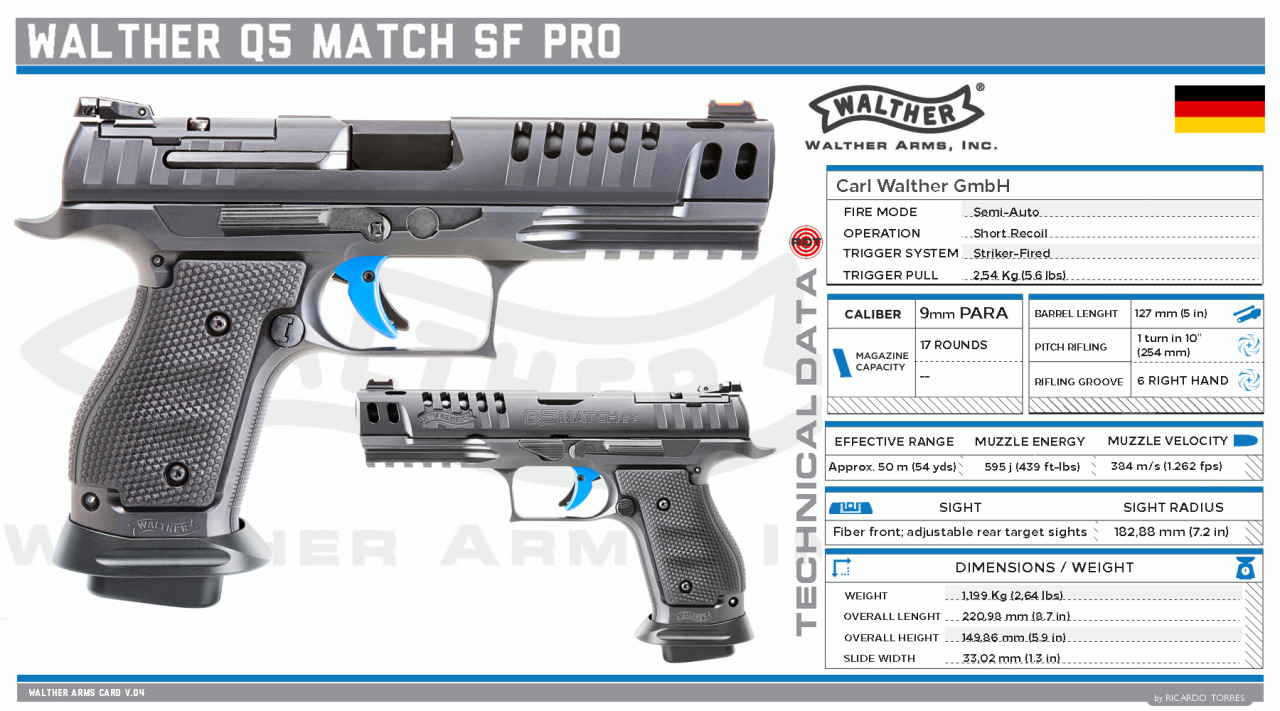 WALTHER Q5 MATCH SF PRO
WALTHER®
WALTHER ARMS, INC.
Carl Walther GmbH
FIRE MODE Semi-Auto
OPERATION Short Recoil
TRIGGER SYSTEM Striker-Fired
TRIGGER PULL 2,54 Kg (5.6 lbs)
TECHNICAL DATA
CALIBER 9mm PARA
MAGAZINE CAPACITY 17 ROUNDS
--
BARREL LENGHT 127 mm (5 in)
PITCH RIFLING 1 turn in 10" (254 mm)
RIFLING GROOVE 6 RIGHT HAND
EFFECTIVE RANGE MUZZLE ENERGY MUZZLE VELOCITY
Approx. 50 m (54 yds) 595 j (439 ft-lbs) 384 m/s (1.262 fps)
SIGHT SIGHT RADIUS
Fiber front; adjustable rear target sights 182,88 mm (7.2 in)
DIMENSIONS / WEIGHT
WEIGHT 1,199 Kg (2,64 lbs)
OVERALL LENGHT 220,98 mm (8.7 in)
OVERALL HEIGHT 149,86 mm (5.9 in)
SLIDE WIDTH 33,02 mm (1.3 in)
WALTHER
WALTHER
Q5 MATCH SF
WALTHER
WALTHER ARMS CARD V.04
by RICARDO TORRES